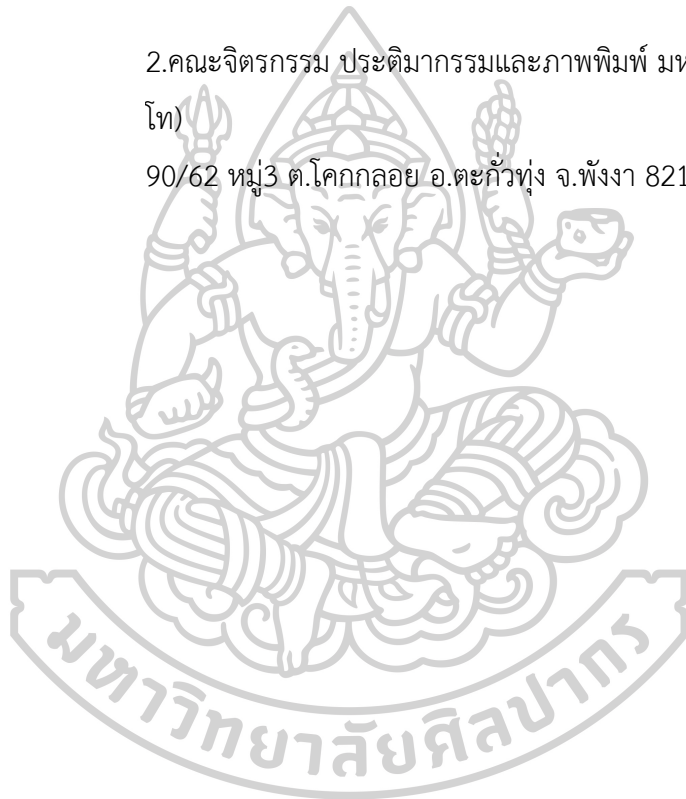 2.คณะจิตรกรรม ประติมากรรมและภาพพิมพ์ มห
โท)
90/62 หมู่3 ต.โคกกลอย อ.ตะกั่วทุ่ง จ.พังงา 821
มหาวิทยาลัยศิลปากร